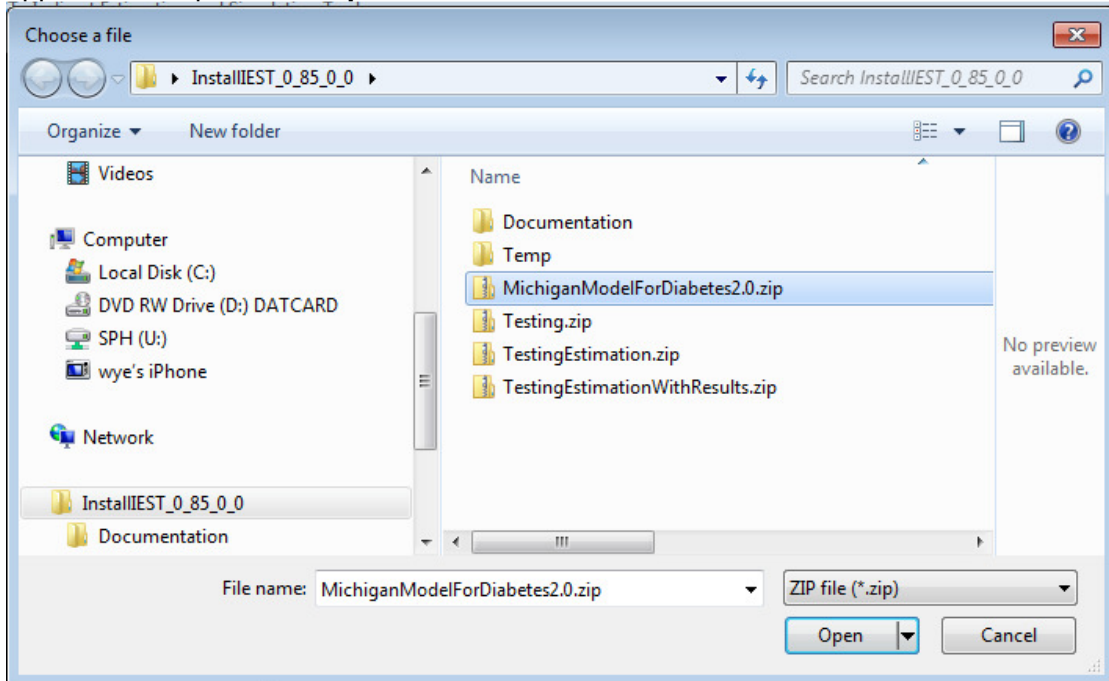 Choose a file
InstallIEST_0_85_0_0
Search InstallIEST_0_85_0_0
Organize
New folder
Videos
Computer
Local Disk (C:)
DVD RW Drive (D:) DATCARD
SPH (U:)
wye's iPhone
Network
InstallIEST_0_85_0_0
Documentation
Name
Documentation
Temp
MichiganModelForDiabetes2.0.zip
Testing.zip
TestingEstimation.zip
TestingEstimationWithResults.zip
No preview
available.
File name: MichiganModelForDiabetes2.0.zip
ZIP file (*.zip)
Open
Cancel